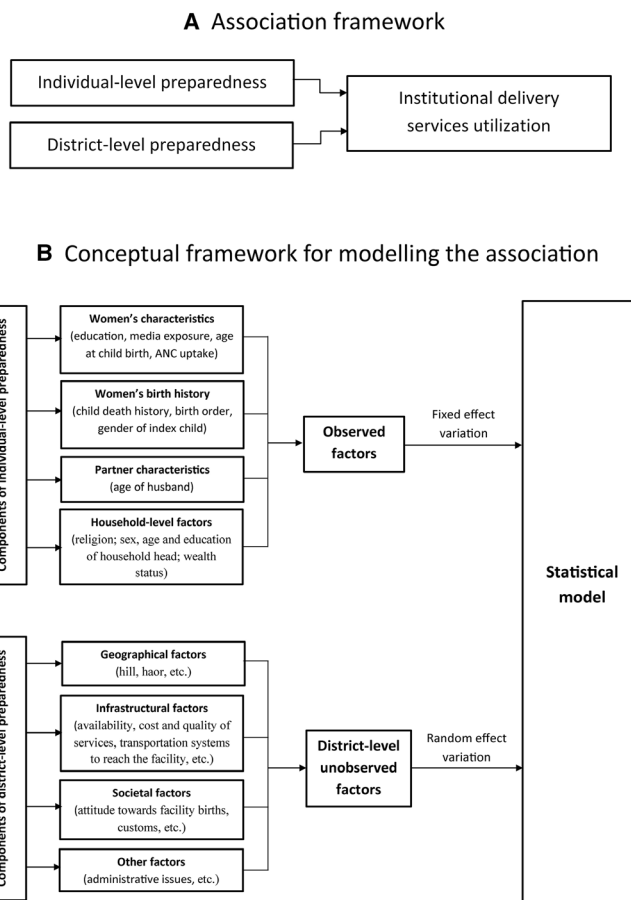 A Association framework
Individual-level preparedness
District-level preparedness
Institutional delivery
services utilization
B Conceptual framework for modelling the association
Components of individual-level preparedness
Women's characteristics
(education, media exposure, age
at child birth, ANC uptake)
Women's birth history
(child death history, birth order,
gender of index child)
Partner characteristics
(age of husband)
Household-level factors
(religion; sex, age and education
of household head; wealth
status)
Observed
factors
Fixed effect
variation
Statistical
model
Components of district-level preparedness
Geographical factors
(hill, haor, etc.)
Infrastructural factors
(availability, cost and quality of
services, transportation systems
to reach the facility, etc.)
Societal factors
(attitude towards facility births,
customs, etc.)
Other factors
(administrative issues, etc.)
District-level
unobserved
factors
Random effect
variation